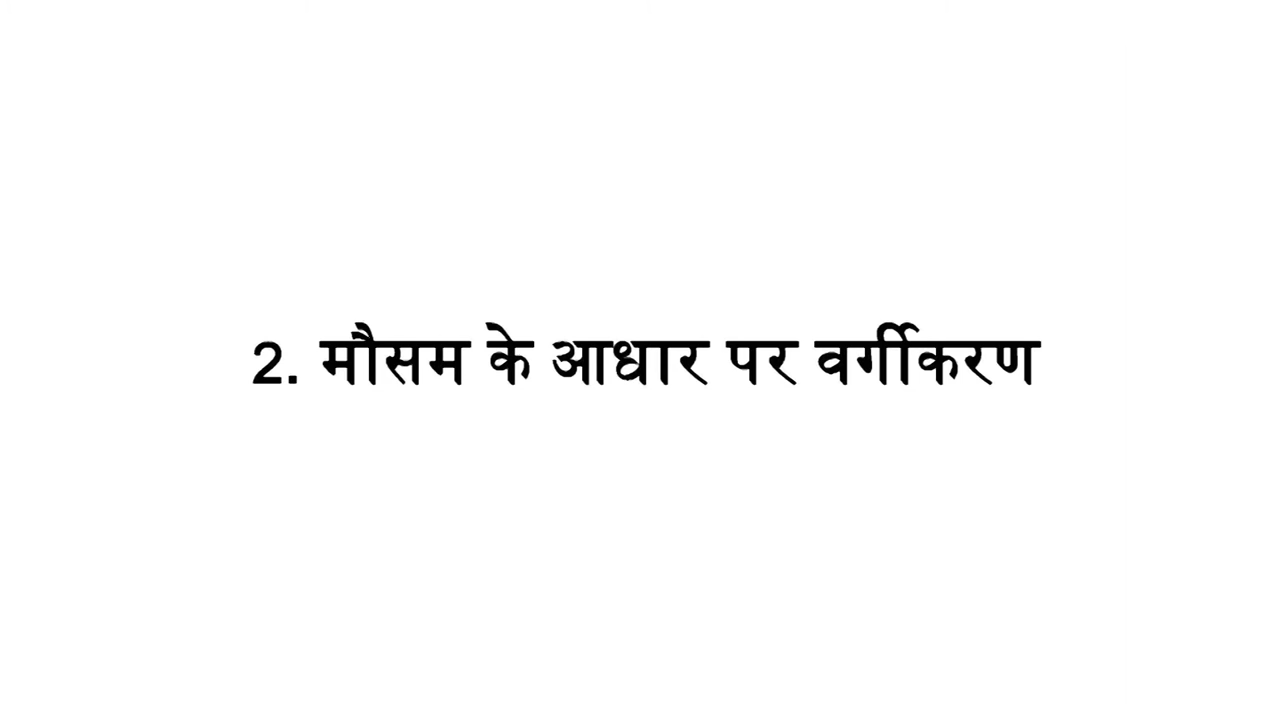 2. मौसम के आधार पर वर्गीकरण